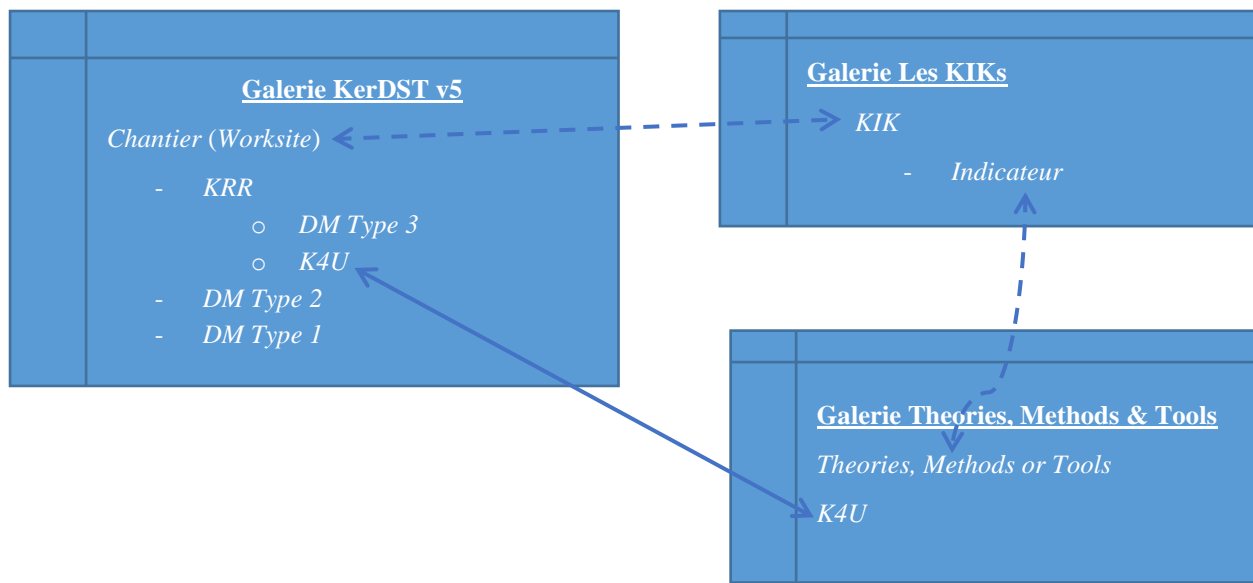 Galerie KerDST v5
Chantier (Worksite)
- KRR
o DM Type 3
o K4U
- DM Type 2
- DM Type 1
Galerie Les KIKs
KIK
- Indicateur
Galerie Theories, Methods & Tools
Theories, Methods or Tools
K4U